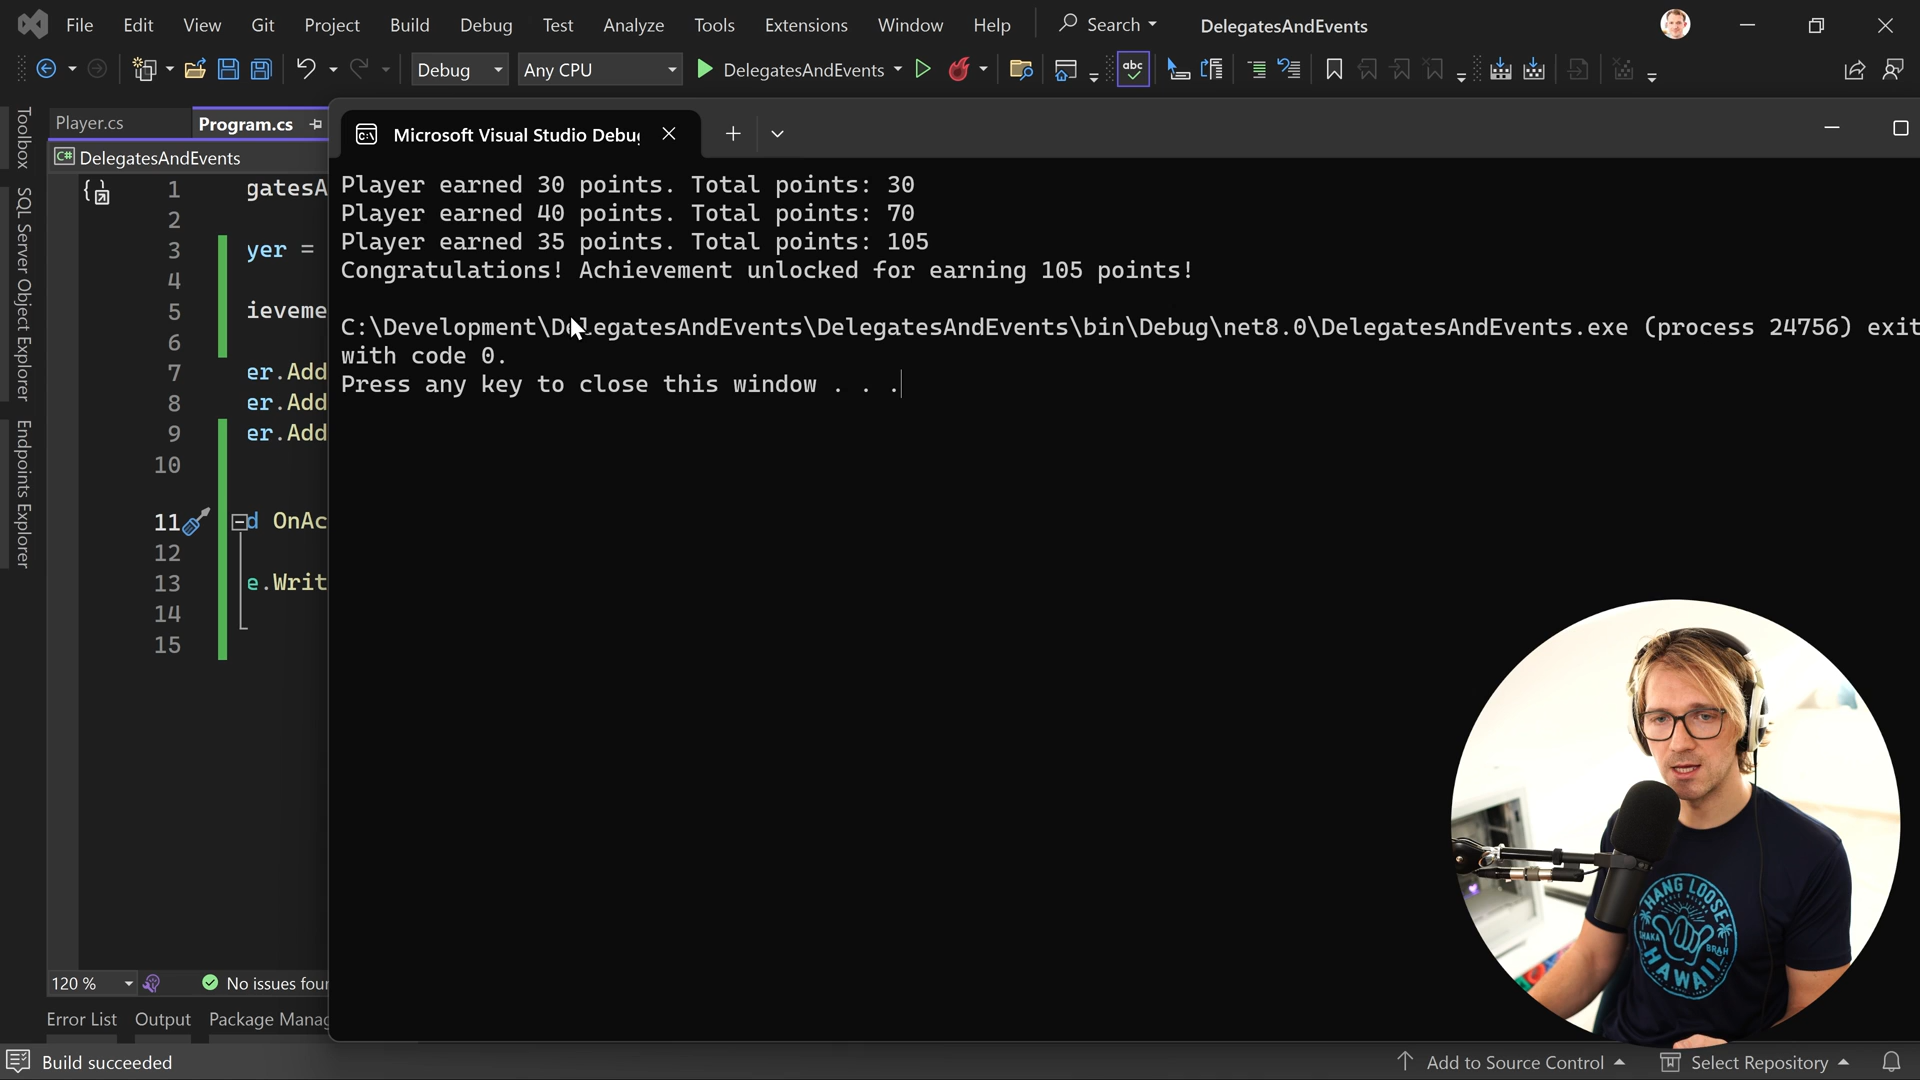 File Edit View Git Project Build Debug Test Analyze Tools Extensions Window Help Search DelegatesAndEvents
Debug Any CPU DelegatesAndEvents abc
Toolbox
SQL Server Object Explorer
Endpoints Explorer
Player.cs Program.cs
DelegatesAndEvents
Microsoft Visual Studio Debug
1 gatesA
2
3 yer =
4
5 ieveme
6
7 er.Add
8 er.Add
9 er.Add
10
11 d OnAc
12
13 e.Writ
14
15
Player earned 30 points. Total points: 30
Player earned 40 points. Total points: 70
Player earned 35 points. Total points: 105
Congratulations! Achievement unlocked for earning 105 points!
C:\Development\DelegatesAndEvents\DelegatesAndEvents\bin\Debug\net8.0\DelegatesAndEvents.exe (process 24756) exit
with code 0.
Press any key to close this window . . .
HANG LOOSE
SHAKA BRAH
HAWAII
120 % No issues foun
Error List Output Package Manag
Build succeeded Add to Source Control Select Repository